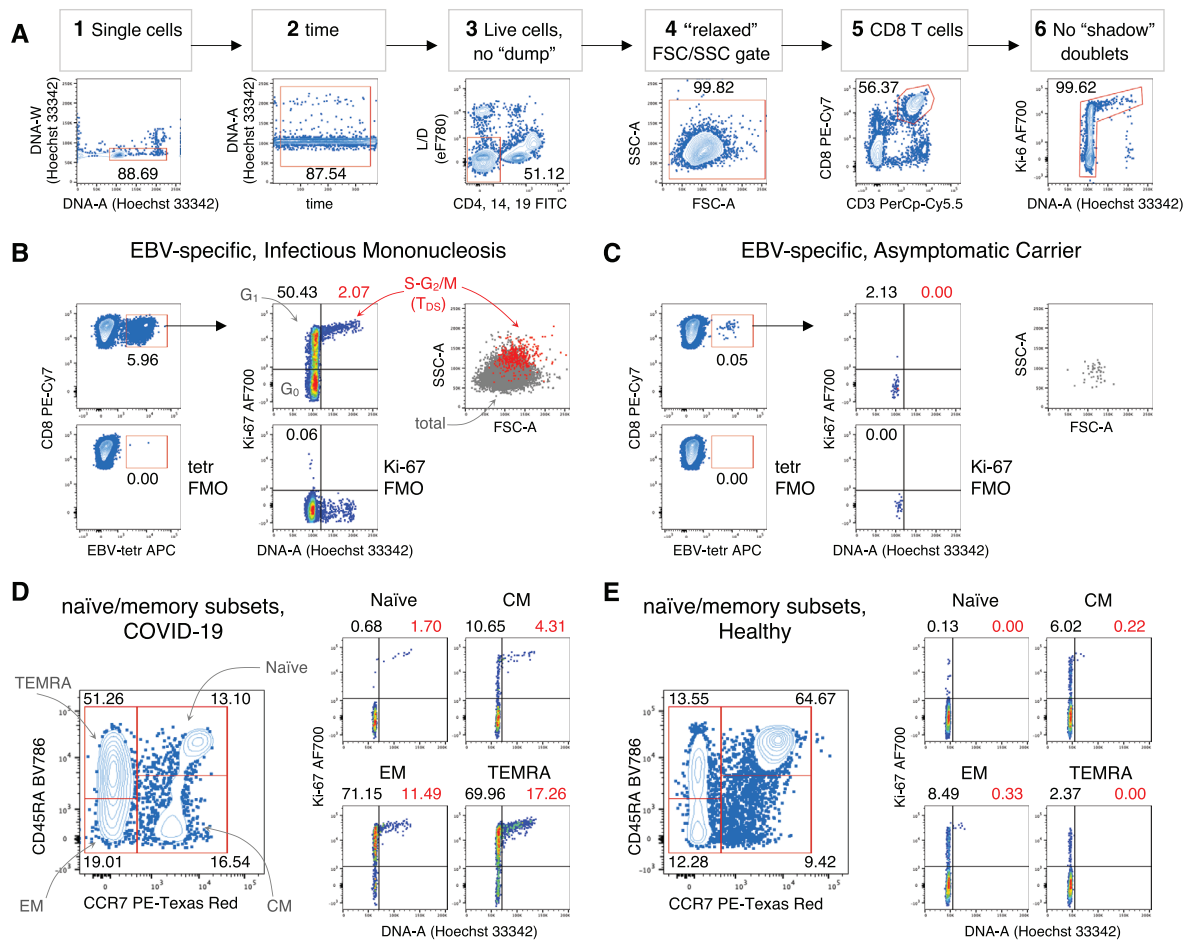 A
1 Single cells
2 time
3 Live cells,
no “dump”
4 “relaxed”
FSC/SSC gate
5 CD8 T cells
6 No “shadow”
doublets
DNA-W
(Hoechst 33342)
88.69
DNA-A (Hoechst 33342)
DNA-A
(Hoechst 33342)
87.54
time
L/D
(eF780)
51.12
CD4, 14, 19 FITC
99.82
SSC-A
FSC-A
56.37
CD8 PE-Cy7
CD3 PerCp-Cy5.5
99.62
Ki-6 AF700
DNA-A (Hoechst 33342)
B
EBV-specific, Infectious Mononucleosis
CD8 PE-Cy7
5.96
0.00
tetr
FMO
EBV-tetr APC
G1
50.43
2.07
S-G2/M
(TDS)
G0
Ki-67 AF700
0.06
Ki-67
FMO
DNA-A (Hoechst 33342)
SSC-A
total
FSC-A
C
EBV-specific, Asymptomatic Carrier
CD8 PE-Cy7
0.05
0.00
tetr
FMO
EBV-tetr APC
2.13
0.00
Ki-67 AF700
0.00
Ki-67
FMO
DNA-A (Hoechst 33342)
SSC-A
FSC-A
D
naïve/memory subsets,
COVID-19
TEMRA
Naïve
51.26
13.10
CD45RA BV786
19.01
16.54
EM
CM
CCR7 PE-Texas Red
Naïve
0.68
1.70
CM
10.65
4.31
EM
71.15
11.49
TEMRA
69.96
17.26
Ki-67 AF700
DNA-A (Hoechst 33342)
E
naïve/memory subsets,
Healthy
13.55
64.67
CD45RA BV786
12.28
9.42
CCR7 PE-Texas Red
Naïve
0.13
0.00
CM
6.02
0.22
EM
8.49
0.33
TEMRA
2.37
0.00
Ki-67 AF700
DNA-A (Hoechst 33342)